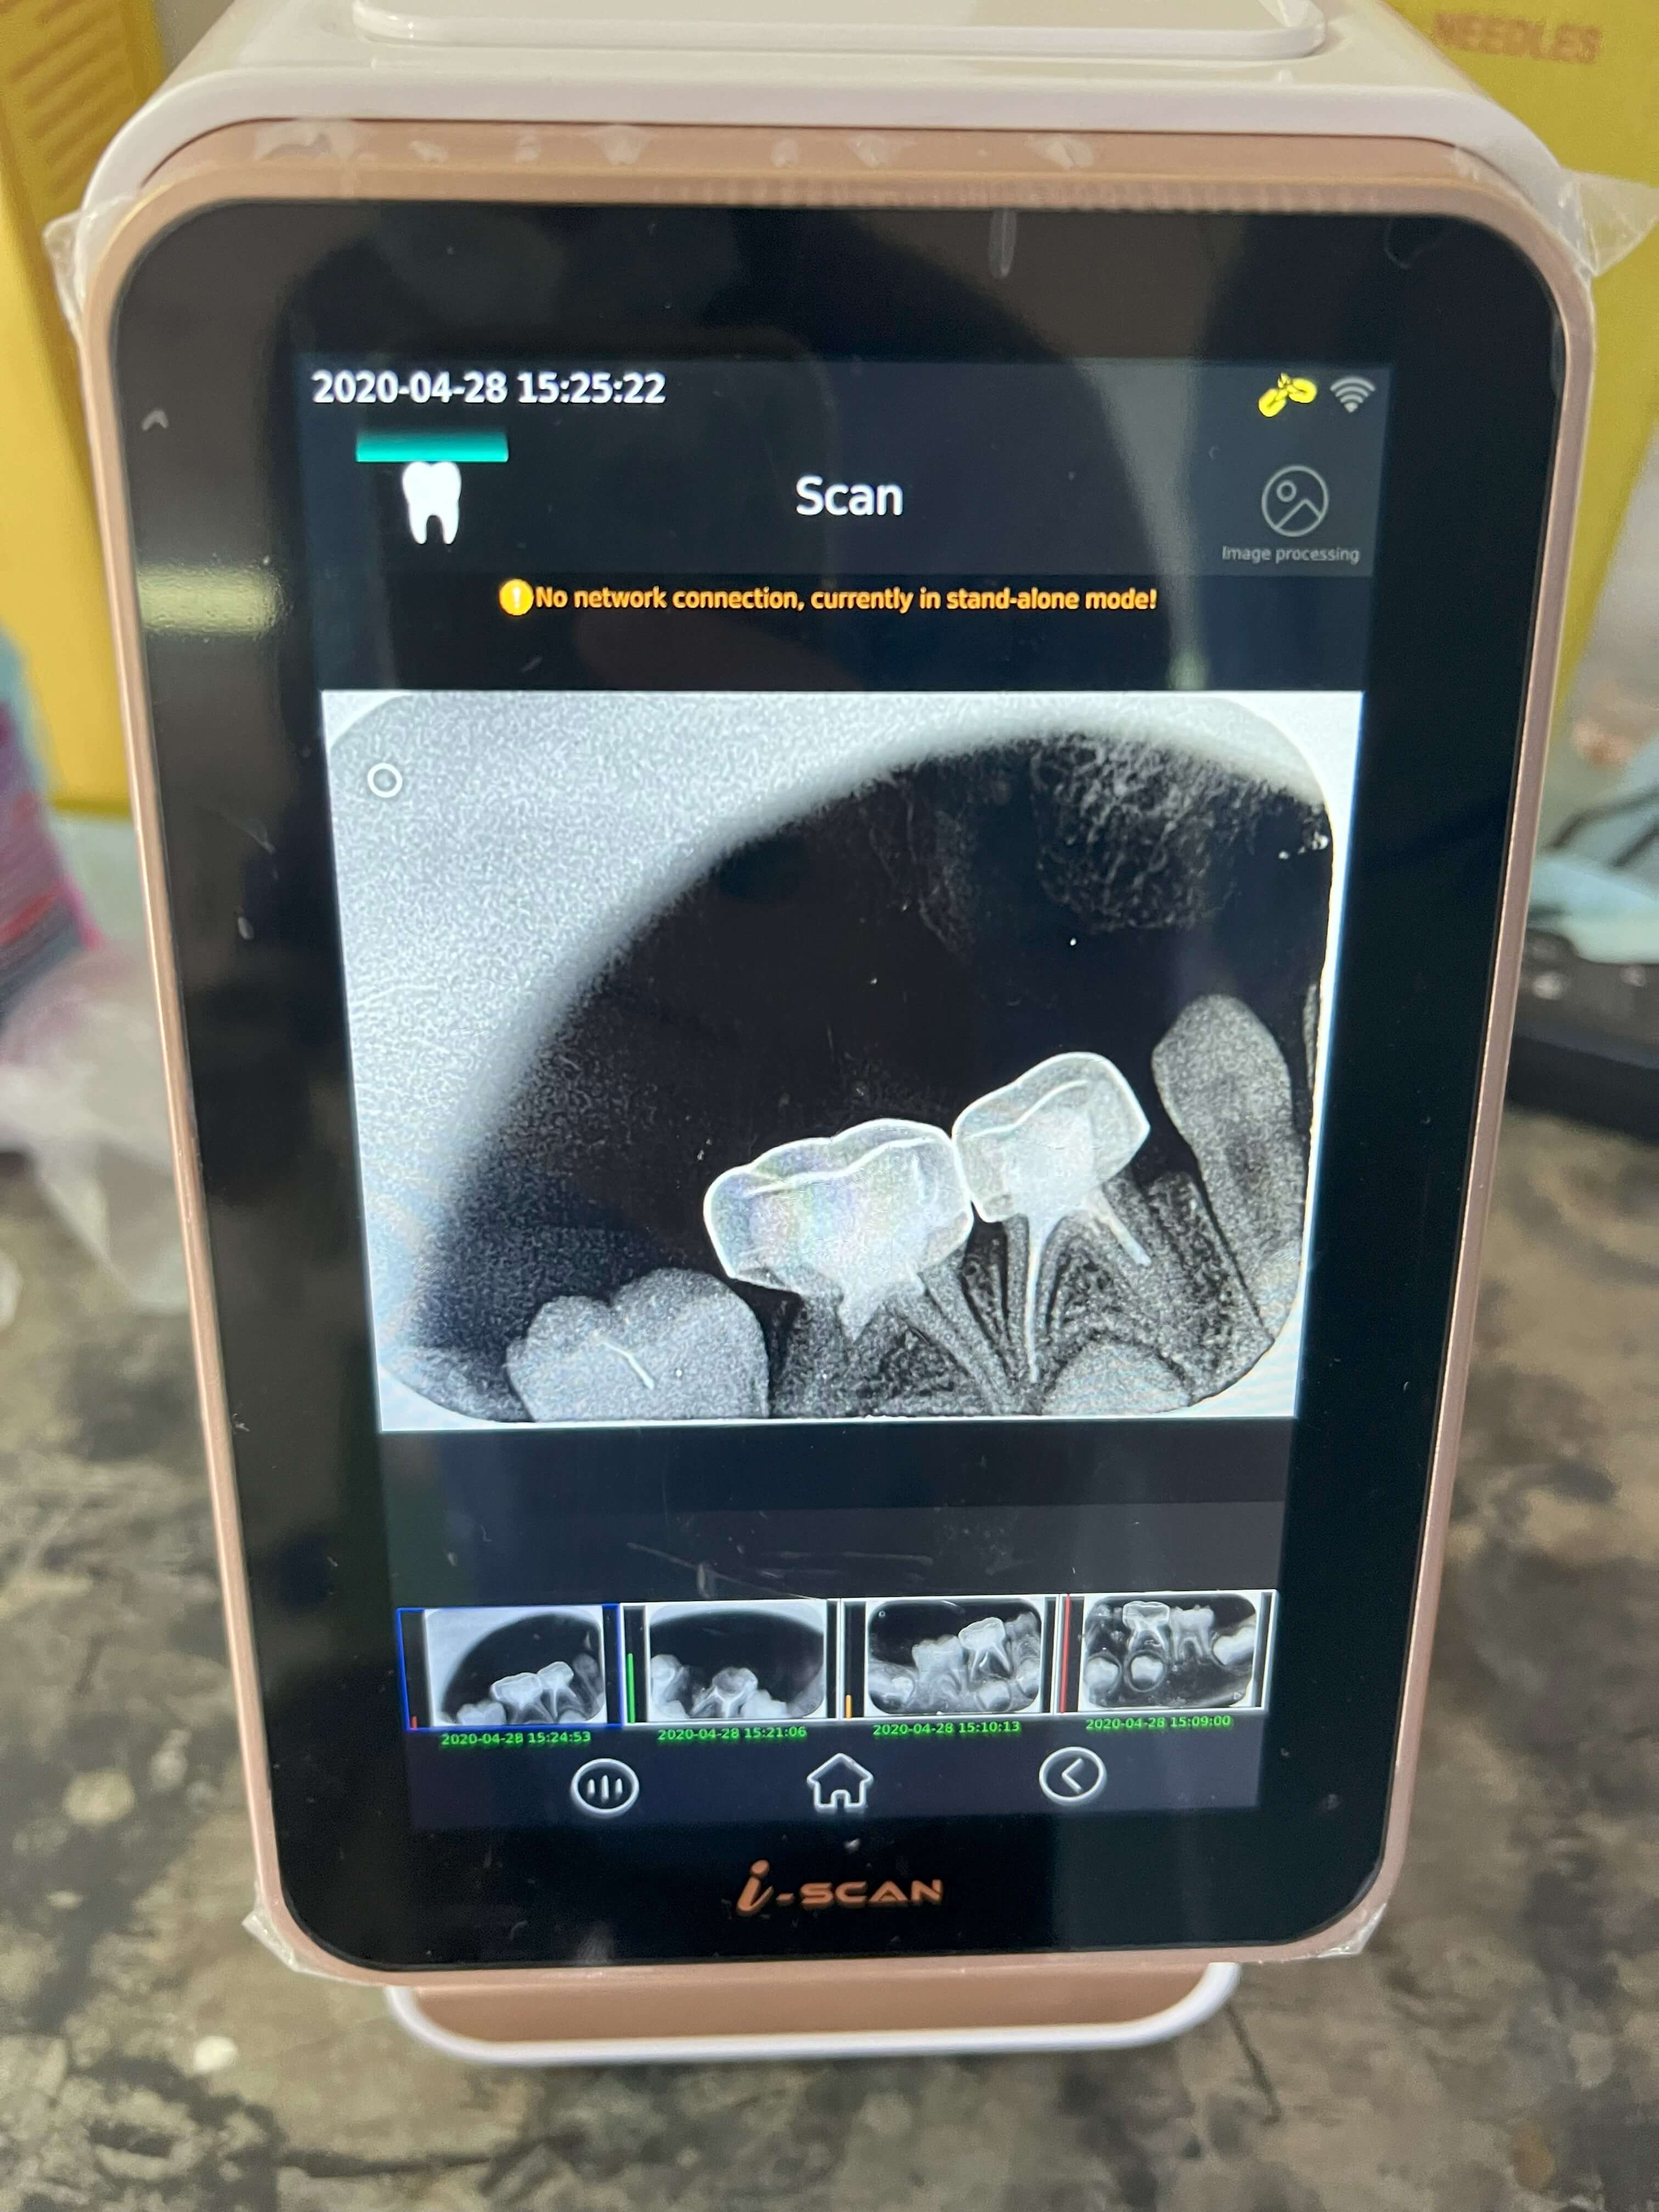 NEEDLES
2020-04-28 15:25:22
Scan
Image processing
No network connection, currently in stand-alone mode!
2020-04-28 15:24:53
2020-04-28 15:21:06
2020-04-28 15:10:13
2020-04-28 15:09:00
i-SCAN